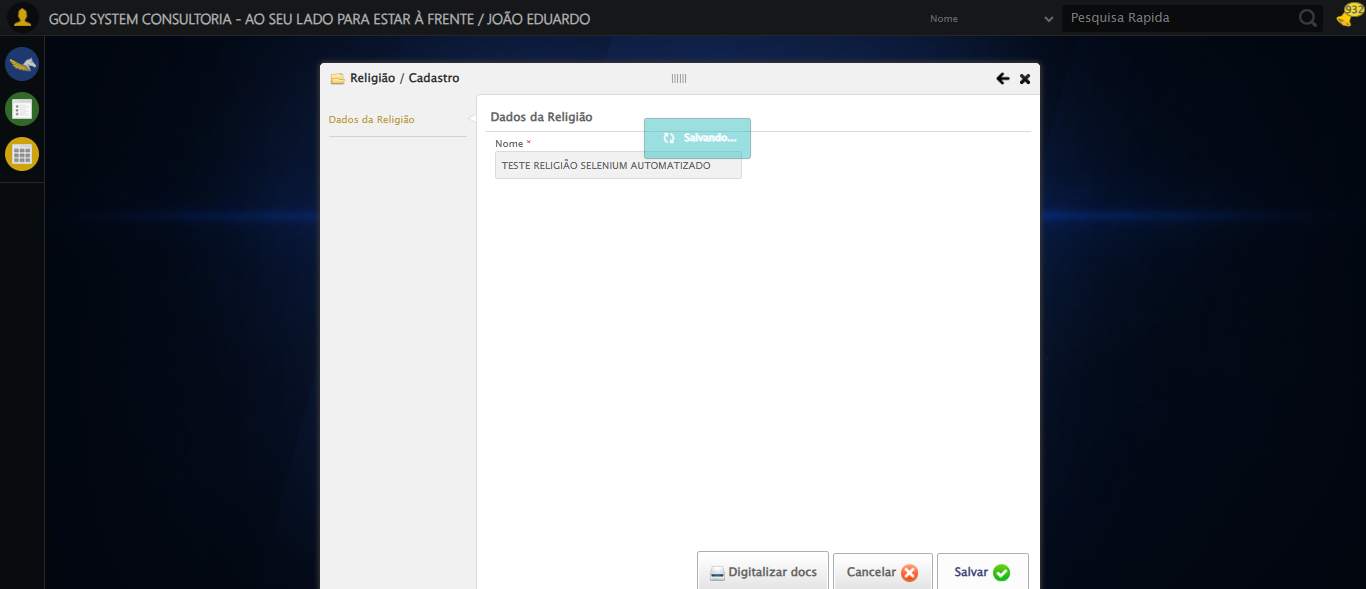 GOLD SYSTEM CONSULTORIA - AO SEU LADO PARA ESTAR À FRENTE / JOÃO EDUARDO
Nome
Pesquisa Rapida
932
Religião / Cadastro
Dados da Religião
Dados da Religião
Salvando...
Nome *
TESTE RELIGIÃO SELENIUM AUTOMATIZADO
Digitalizar docs
Cancelar
Salvar